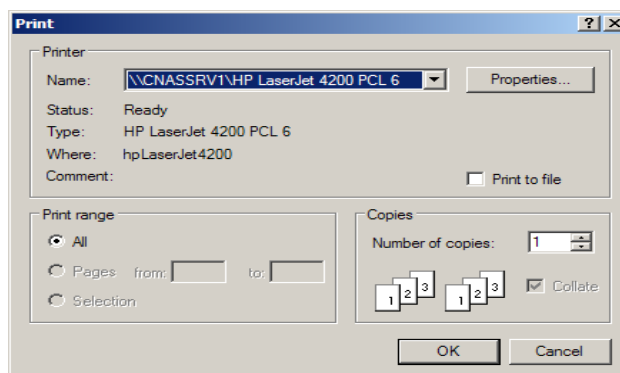 Print
Printer
Name: \\CNASSRV1\HP LaserJet 4200 PCL 6 Properties...
Status: Ready
Type: HP LaserJet 4200 PCL 6
Where: hpLaserJet4200
Comment: Print to file
Print range
All
Pages from: to:
Selection
Copies
Number of copies: 1
1 2 3 1 2 3 Collate
OK Cancel